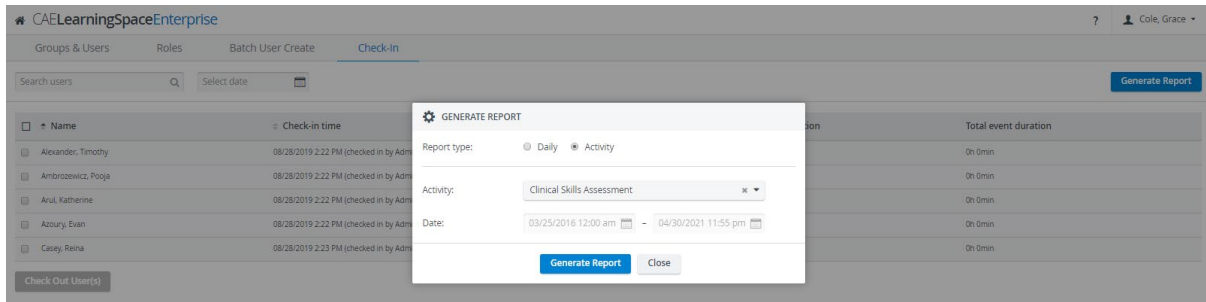 CAELearningSpaceEnterprise
? Cole, Grace
Groups & Users Roles Batch User Create Check-In
Search users Select date Generate Report
Name Check-in time Total event duration
Alexander, Timothy 08/28/2019 2:22 PM (checked in by 0h 0min
Ambrozewicz, Pooja 08/28/2019 2:22 PM (checked in by 0h 0min
Arul, Katherine 08/28/2019 2:22 PM (checked in by 0h 0min
Azoury, Evan 08/28/2019 2:22 PM (checked in by 0h 0min
Casey, Reina 08/28/2019 2:23 PM (checked in by 0h 0min
Check Out User(s)
GENERATE REPORT
Report type: Daily Activity
Activity: Clinical Skills Assessment
Date: 03/25/2016 12:00 am – 04/30/2021 11:55 pm
Generate Report Close